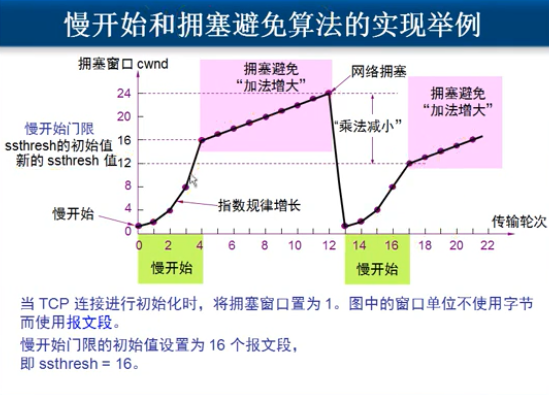 慢开始和拥塞避免算法的实现举例
拥塞窗口 cwnd
24
20
慢开始门限
ssthresh的初始值 16
新的 ssthresh 值 12
8
4
0
慢开始
拥塞避免
“加法增大”
网络拥塞
“乘法减小”
拥塞避免
“加法增大”
指数规律增长
传输轮次
0 2 4 6 8 10 12 14 16 18 20 22
慢开始
慢开始
当 TCP 连接进行初始化时，将拥塞窗口置为 1。图中的窗口单位不使用字节
而使用报文段。
慢开始门限的初始值设置为 16 个报文段，
即 ssthresh = 16。